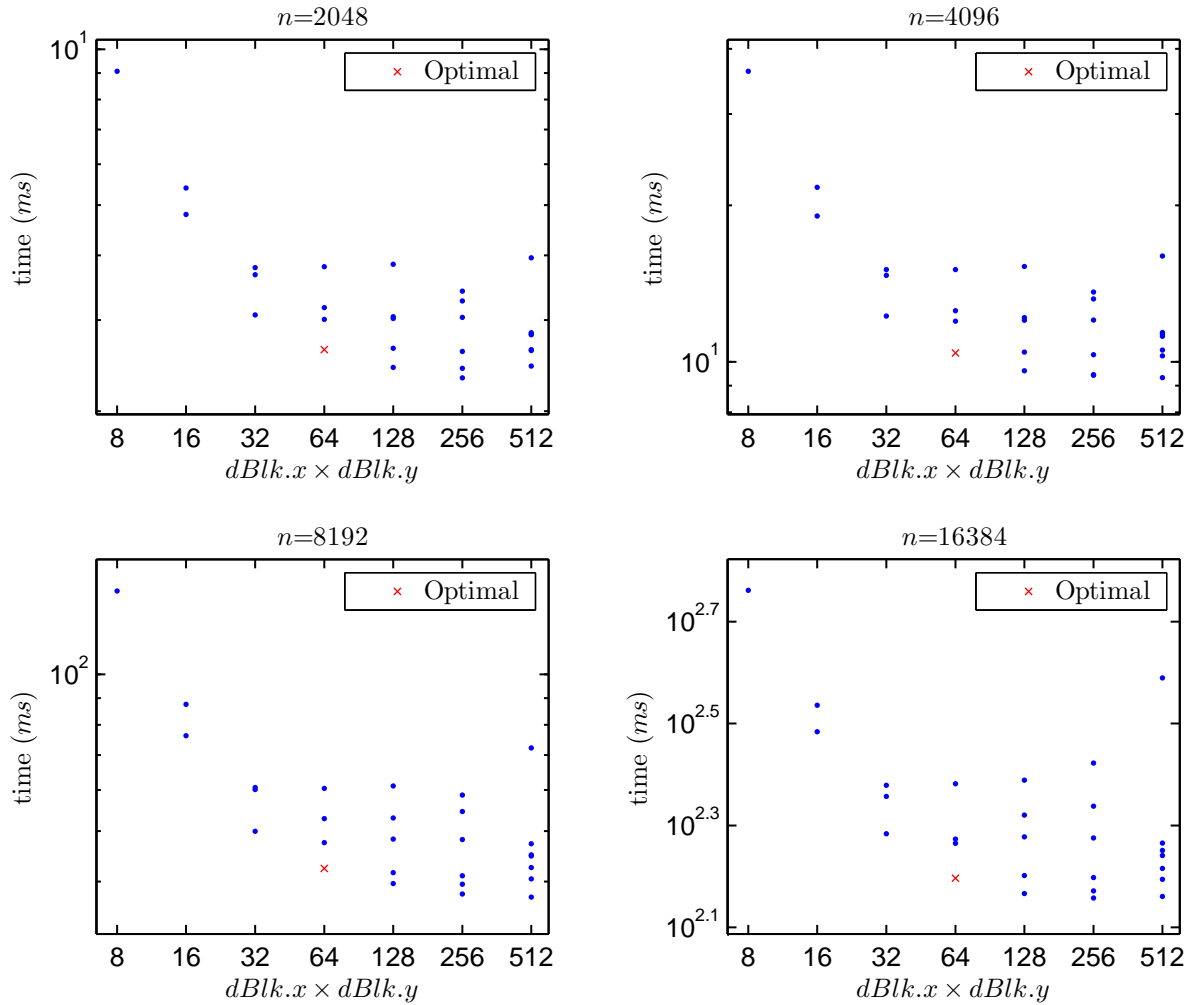 n=2048
10^1
time (ms)
× Optimal
8 16 32 64 128 256 512
dBlk.x × dBlk.y
n=4096
10^1
time (ms)
× Optimal
8 16 32 64 128 256 512
dBlk.x × dBlk.y
n=8192
10^2
time (ms)
× Optimal
8 16 32 64 128 256 512
dBlk.x × dBlk.y
n=16384
10^2.7
10^2.5
10^2.3
10^2.1
time (ms)
× Optimal
8 16 32 64 128 256 512
dBlk.x × dBlk.y